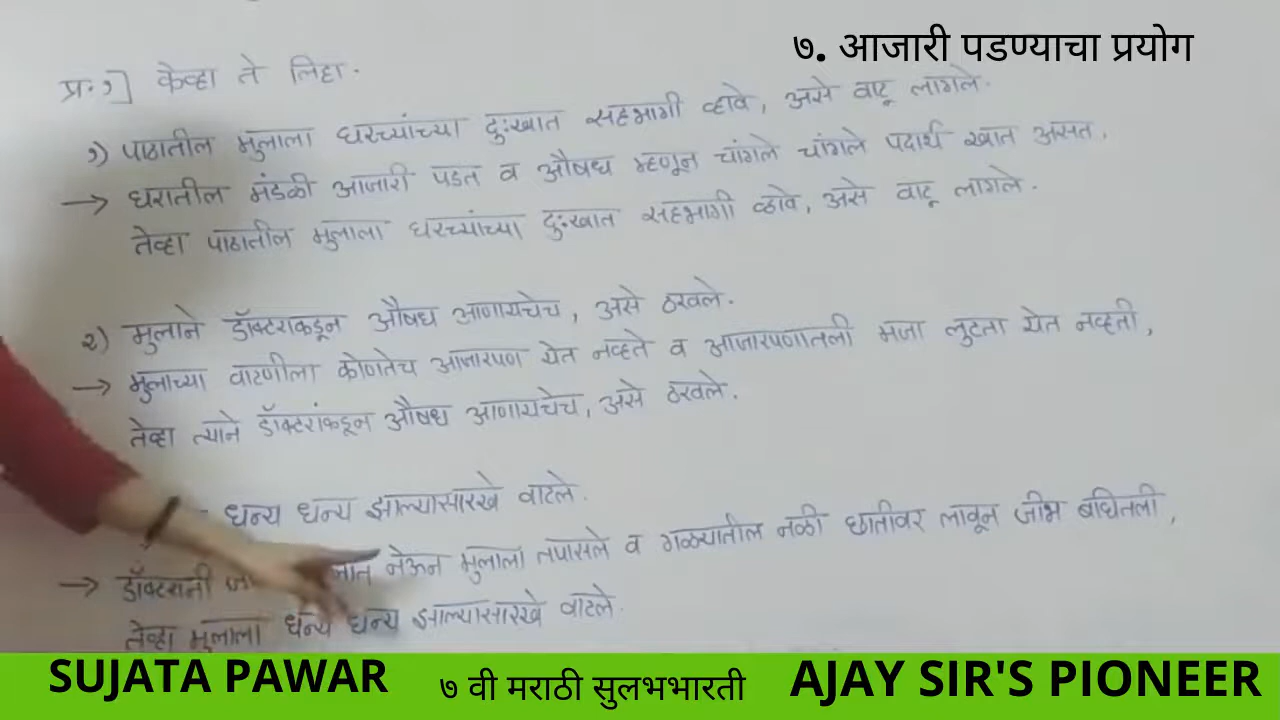 ७. आजारी पडण्याचा प्रयोग
प्र.१] केव्हा ते लिहा.
१) पाठातील मुलाला घरच्यांच्या दुःखात सहभागी व्हावे, असे वाटू लागले.
→ घरातील मंडळी आजारी पडत व औषध म्हणून चांगले चांगले पदार्थ खात असत.
तेव्हा पाठातील मुलाला घरच्यांच्या दुःखात सहभागी व्हावे, असे वाटू लागले.
२) मुलाने डॉक्टराकडून औषध आणायचेच, असे ठरवले.
→ मुलाच्या वाटणीला कोणतेच आजारपण येत नव्हते व आजारपणातली मजा लुटता येत नव्हती,
तेव्हा त्याने डॉक्टरांकडून औषध आणायचेच, असे ठरवले.
धन्य धन्य झाल्यासारखे वाटले.
→ डॉक्टरांनी नेऊन मुलाला तपासले व गळ्यातील नळी छातीवर लावून जीभ बघितली,
तेव्हा मुलाला धन्य धन्य झाल्यासारखे वाटले.
SUJATA PAWAR
७ वी मराठी सुलभभारती
AJAY SIR'S PIONEER